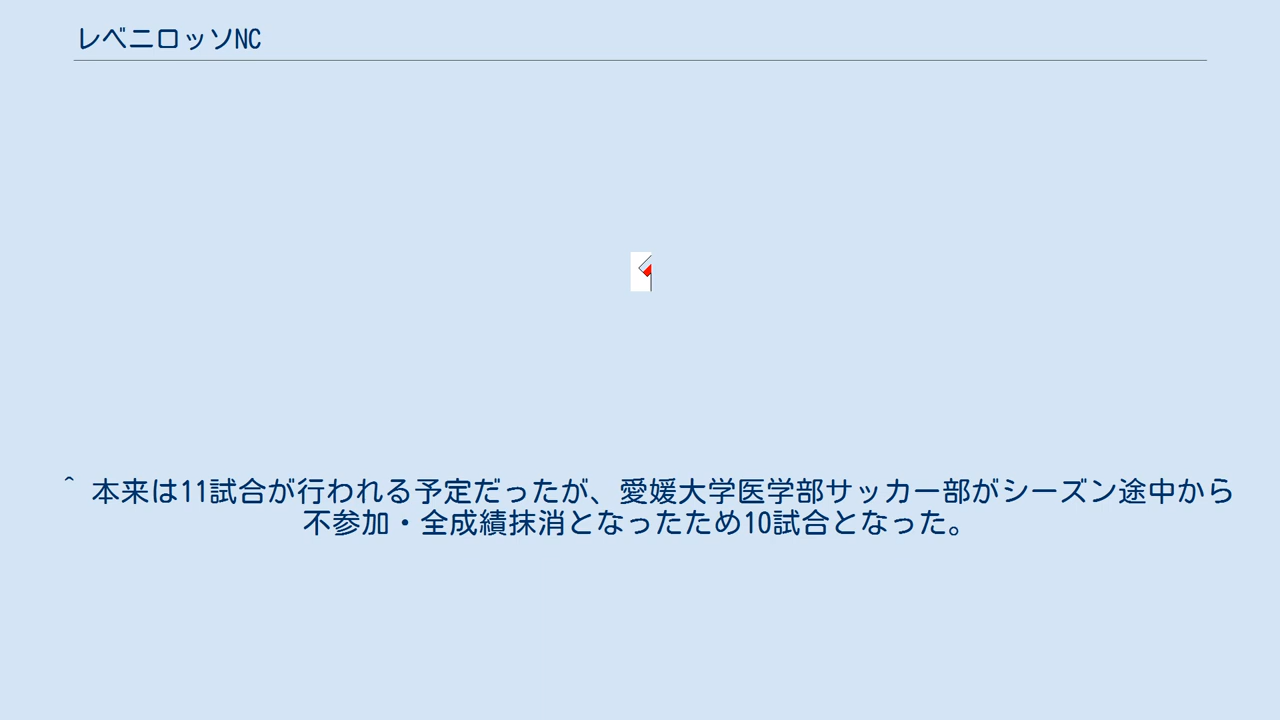 レベニロッソNC
^ 本来は11試合が行われる予定だったが、愛媛大学医学部サッカー部がシーズン途中から
不参加・全成績抹消となったため10試合となった。